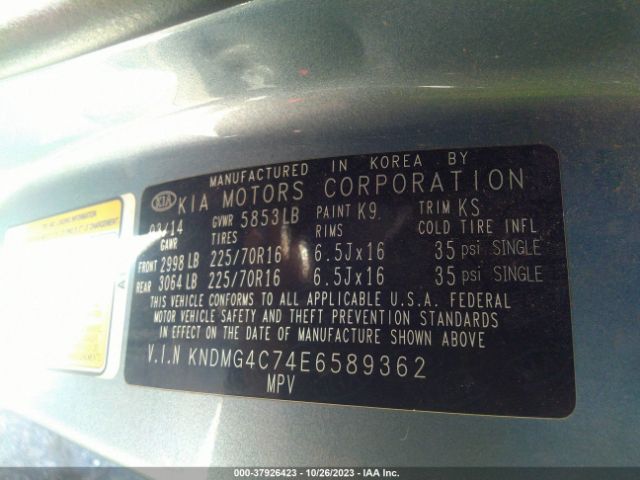 MANUFACTURED IN KOREA BY
KIA KIA MOTORS CORPORATION
03/14 GVWR 5853LB PAINT K9 TRIM KS
GAWR TIRES RIMS COLD TIRE INFL
FRONT 2998 LB 225/70R16 6.5Jx16 35 psi SINGLE
REAR 3064 LB 225/70R16 6.5Jx16 35 psi SINGLE
THIS VEHICLE CONFORMS TO ALL APPLICABLE U.S.A. FEDERAL
MOTOR VEHICLE SAFETY AND THEFT PREVENTION STANDARDS
IN EFFECT ON THE DATE OF MANUFACTURE SHOWN ABOVE
V.I.N KNDMG4C74E6589362
MPV
000-37926423 - 10/26/2023 - IAA Inc.